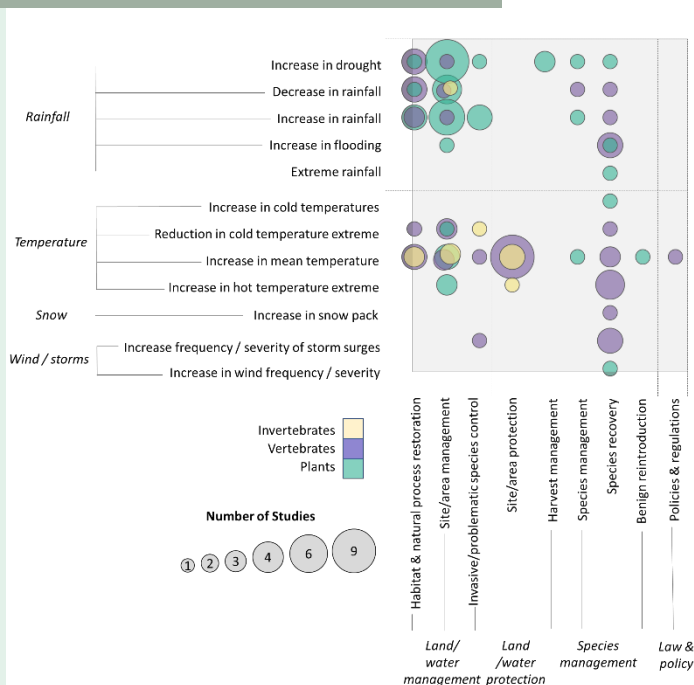 Rainfall
Increase in drought
Decrease in rainfall
Increase in rainfall
Increase in flooding
Extreme rainfall
Temperature
Increase in cold temperatures
Reduction in cold temperature extreme
Increase in mean temperature
Increase in hot temperature extreme
Snow
Increase in snow pack
Wind / storms
Increase frequency / severity of storm surges
Increase in wind frequency / severity
Invertebrates
Vertebrates
Plants
Number of Studies
1 2 3 4 6 9
Habitat & natural process restoration
Site/area management
Invasive/problematic species control
Site/area protection
Harvest management
Species management
Species recovery
Benign reintroduction
Policies & regulations
Land/
water
management
Land
/water
protection
Species
management
Law &
policy